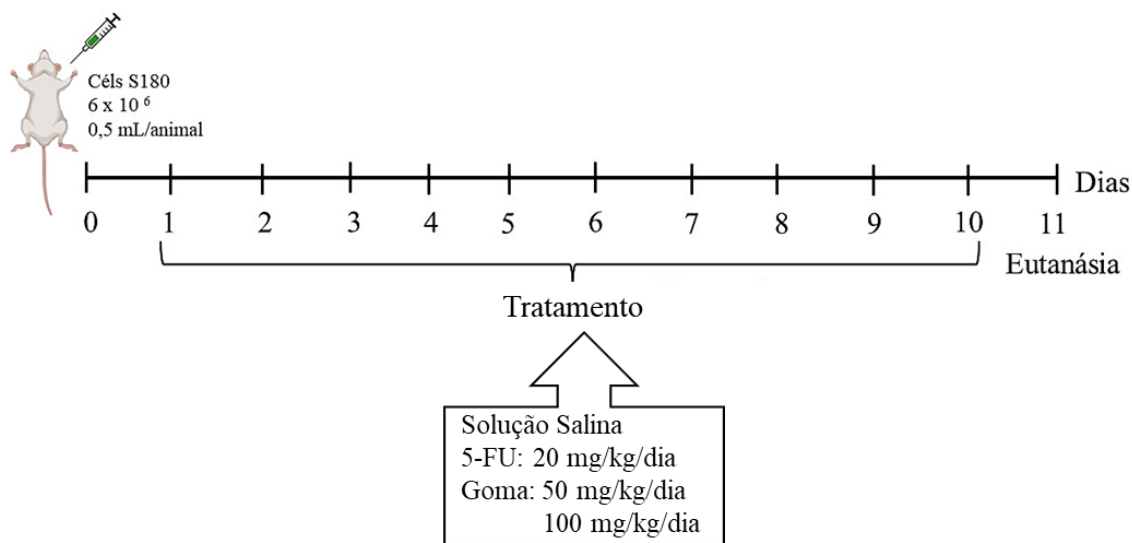 Céls S180
6 x 10 ⁶
0,5 mL/animal
Dias
0 1 2 3 4 5 6 7 8 9 10 11
Eutanásia
Tratamento
Solução Salina
5-FU: 20 mg/kg/dia
Goma: 50 mg/kg/dia
100 mg/kg/dia